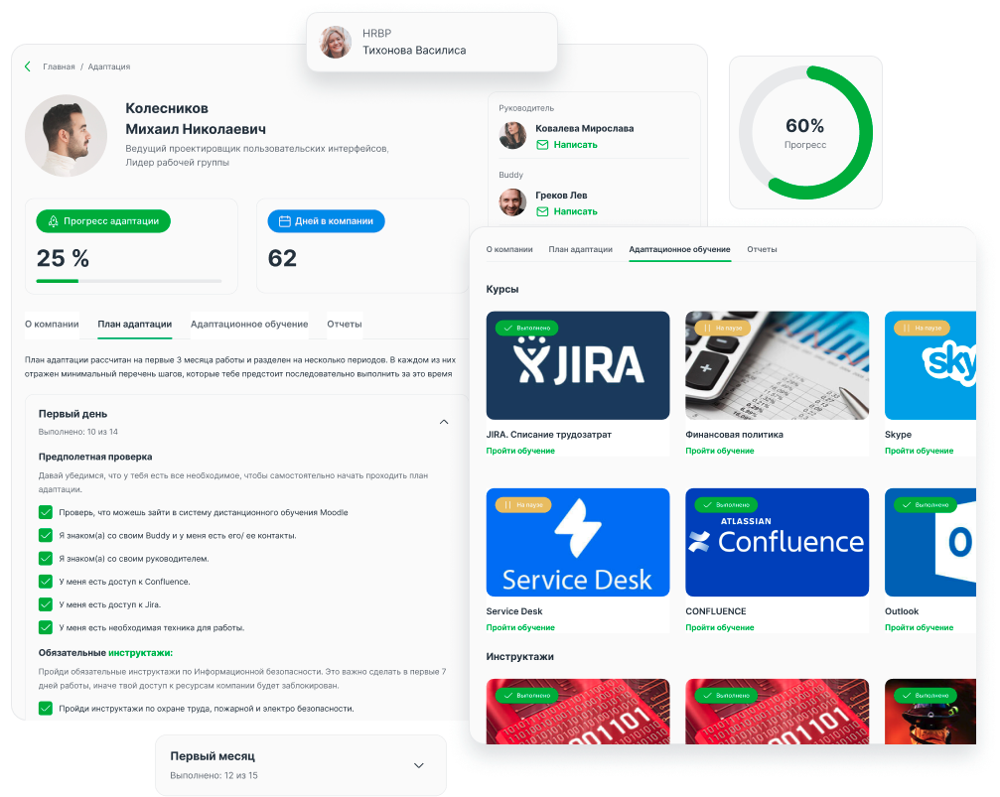 HRBP
Тихонова Василиса
Главная / Адаптация
Колесников
Михаил Николаевич
Ведущий проектировщик пользовательских интерфейсов,
Лидер рабочей группы
Руководитель
Ковалева Мирослава
Написать
Buddy
Греков Лев
Написать
60%
Прогресс
Прогресс адаптации
25 %
Дней в компании
62
О компании План адаптации Адаптационное обучение Отчеты
План адаптации рассчитан на первые 3 месяца работы и разделен на несколько периодов. В каждом из них
отражен минимальный перечень шагов, которые тебе предстоит последовательно выполнить за это время
Первый день
Выполнено: 10 из 14
Предполетная проверка
Давай убедимся, что у тебя есть все необходимое, чтобы самостоятельно начать проходить план
адаптации.
Проверь, что можешь зайти в систему дистанционного обучения Moodle
Я знаком(а) со своим Buddy и у меня есть его/ ее контакты.
Я знаком(а) со своим руководителем.
У меня есть доступ к Confluence.
У меня есть доступ к Jira.
У меня есть необходимая техника для работы.
Обязательные инструктажи:
Пройди обязательные инструктажи по Информационной безопасности. Это важно сделать в первые 7
дней работы, иначе твой доступ к ресурсам компании будет заблокирован.
Пройди инструктажи по охране труда, пожарной и электро безопасности.
Первый месяц
Выполнено: 12 из 15
О компании План адаптации Адаптационное обучение Отчеты
Курсы
Выполнено
JIRA
JIRA. Списание трудозатрат
Пройти обучение
На паузе
Финансовая политика
Пройти обучение
На паузе
sky
Skype
Пройти обучение
На паузе
Service Desk
Service Desk
Пройти обучение
Выполнено
ATLASSIAN
Confluence
CONFLUENCE
Пройти обучение
Выполнено
O
Outlook
Пройти обучение
Инструктажи
Выполнено
001101
Выполнено
001101
Выполнено